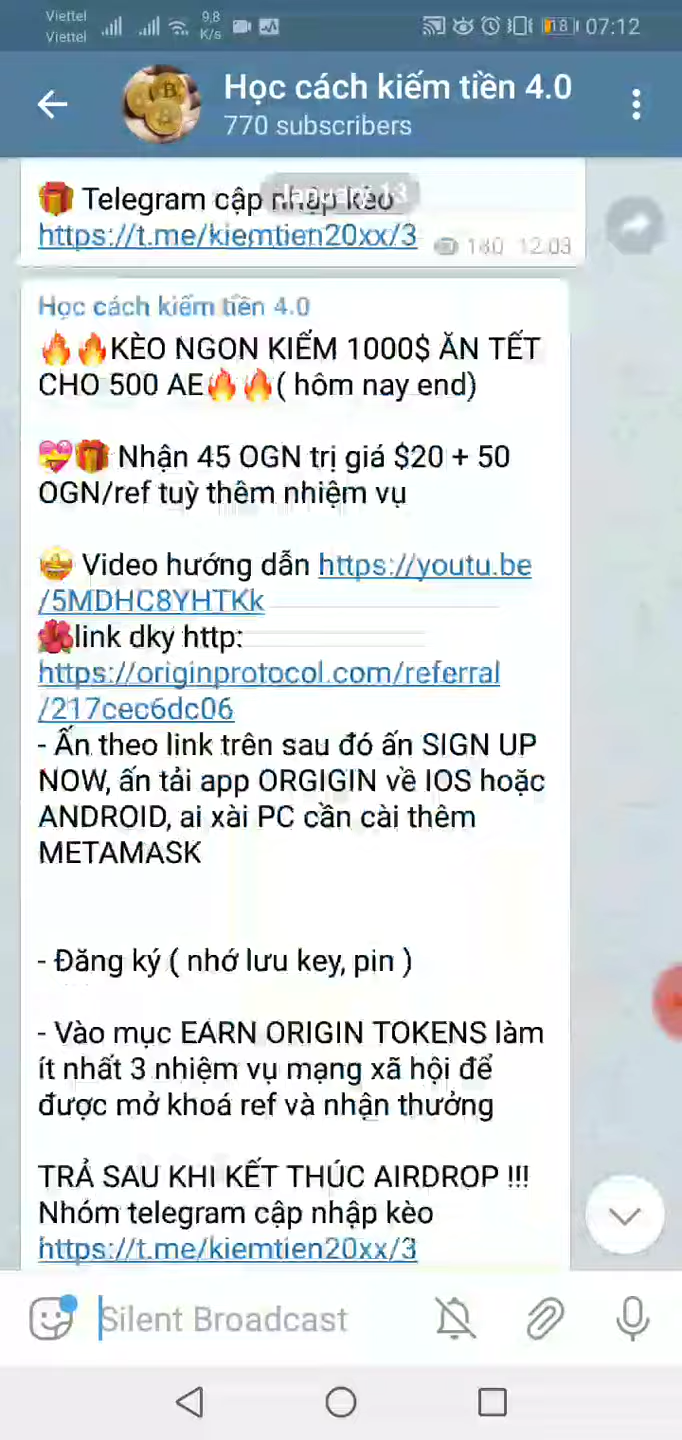 Viettel
Viettel
9,8
K/s
18
07:12
Học cách kiếm tiền 4.0
770 subscribers
January 13
🎁 Telegram cập nhập kèo
https://t.me/kiemtien20xx/3
180 12:03
Học cách kiếm tiền 4.0
🔥🔥KÈO NGON KIẾM 1000$ ĂN TẾT
CHO 500 AE🔥🔥( hôm nay end)
💝🎁 Nhận 45 OGN trị giá $20 + 50
OGN/ref tuỳ thêm nhiệm vụ
🤩 Video hướng dẫn https://youtu.be
/5MDHC8YHTKk
🌺link dky http:
https://originprotocol.com/referral
/217cec6dc06
- Ấn theo link trên sau đó ấn SIGN UP
NOW, ấn tải app ORGIGIN về IOS hoặc
ANDROID, ai xài PC cần cài thêm
METAMASK
- Đăng ký ( nhớ lưu key, pin )
- Vào mục EARN ORIGIN TOKENS làm
ít nhất 3 nhiệm vụ mạng xã hội để
được mở khoá ref và nhận thưởng
TRẢ SAU KHI KẾT THÚC AIRDROP !!!
Nhóm telegram cập nhập kèo
https://t.me/kiemtien20xx/3
Silent Broadcast